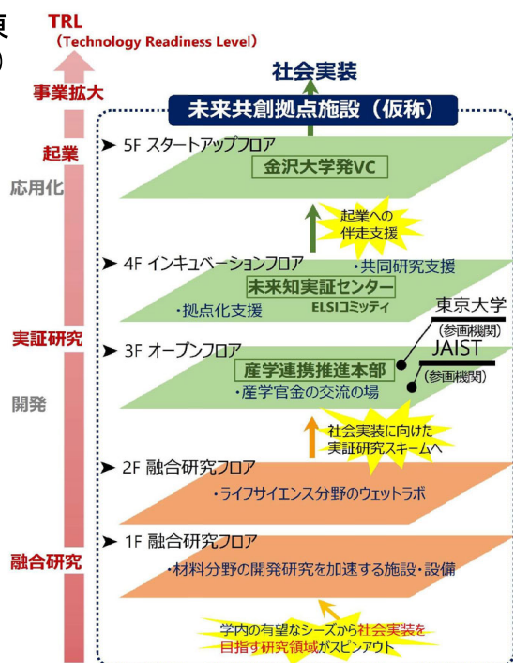 東
)
TRL
（Technology Readiness Level）
社会実装
事業拡大
未来共創拠点施設（仮称）
起業
➤ 5F スタートアップフロア
金沢大学発VC
応用化
起業への
伴走支援
➤ 4F インキュベーションフロア
・共同研究支援
未来知実証センター
・拠点化支援
ELSIコミッティ
東京大学
(参画機関)
実証研究
➤ 3F オープンフロア
JAIST
(参画機関)
産学連携推進本部
・産学官金の交流の場
開発
社会実装に向けた
実証研究スキームへ
➤ 2F 融合研究フロア
・ライフサイエンス分野のウェットラボ
➤ 1F 融合研究フロア
融合研究
・材料分野の開発研究を加速する施設・設備
学内の有望なシーズから社会実装を
目指す研究領域がスピンアウト